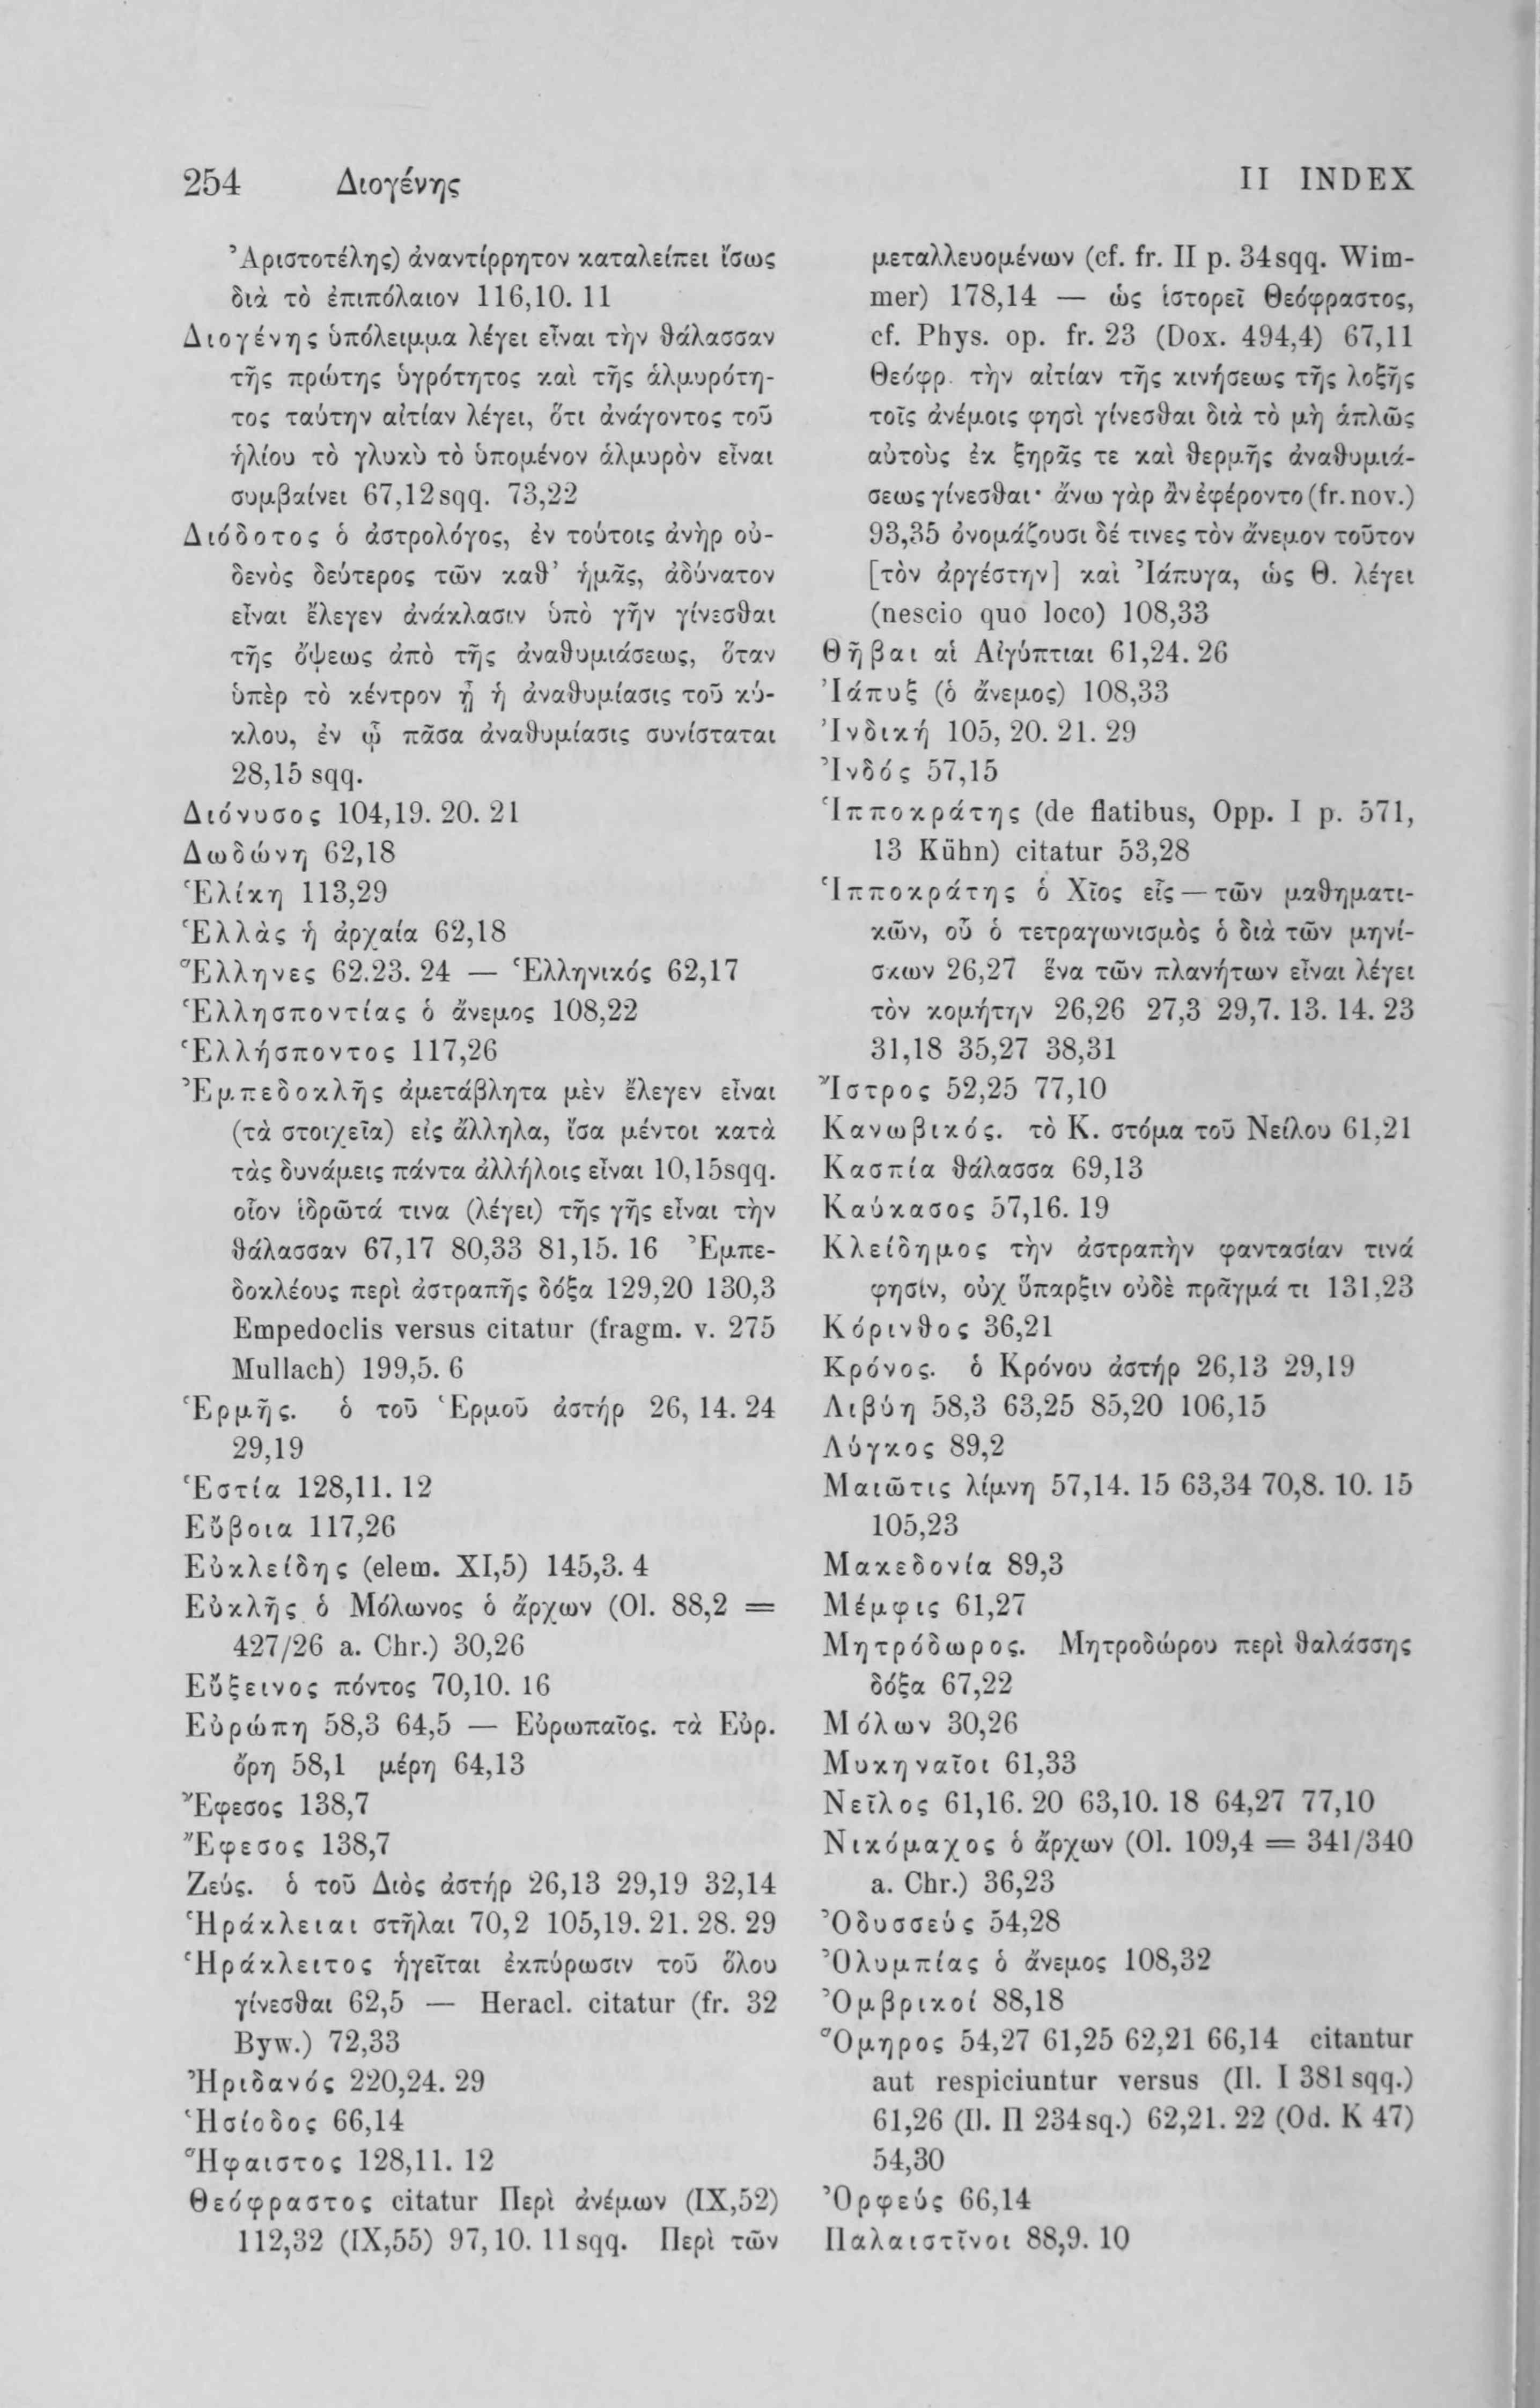 254 Διογένης II INDEX
Ἀριστοτέλης) ἀναντίρρητον καταλείπει ἴσως
διὰ τὸ ἐπιπόλαιον 116,10. 11
Διογένης ὑπόλειμμα λέγει εἶναι τὴν θάλασσαν
τῆς πρώτης ὑγρότητος καὶ τῆς ἁλμυρότη-
τος ταύτην αἰτίαν λέγει, ὅτι ἀνάγοντος τοῦ
ἡλίου τὸ γλυκὺ τὸ ὑπομένον ἁλμυρὸν εἶναι
συμβαίνει 67,12sqq. 73,22
Διόδοτος ὁ ἀστρολόγος, ἐν τούτοις ἀνὴρ οὐ-
δενὸς δεύτερος τῶν καθ’ ἡμᾶς, ἀδύνατον
εἶναι ἔλεγεν ἀνάκλασιν ὑπὸ γῆν γίνεσθαι
τῆς ὄψεως ἀπὸ τῆς ἀναθυμιάσεως, ὅταν
ὑπὲρ τὸ κέντρον ᾖ ἡ ἀναθυμίασις τοῦ κύ-
κλου, ἐν ᾧ πᾶσα ἀναθυμίασις συνίσταται
28,15 sqq.
Διόνυσος 104,19. 20. 21
Δωδώνη 62,18
Ἑλίκη 113,29
Ἑλλὰς ἡ ἀρχαία 62,18
Ἕλληνες 62.23. 24 — Ἑλληνικός 62,17
Ἑλλησποντίας ὁ ἄνεμος 108,22
Ἑλλήσποντος 117,26
Ἐμπεδοκλῆς ἀμετάβλητα μὲν ἔλεγεν εἶναι
(τὰ στοιχεῖα) εἰς ἄλληλα, ἴσα μέντοι κατὰ
τὰς δυνάμεις πάντα ἀλλήλοις εἶναι 10,15sqq.
οἷον ἱδρῶτά τινα (λέγει) τῆς γῆς εἶναι τὴν
θάλασσαν 67,17 80,33 81,15. 16 Ἐμπε-
δοκλέους περὶ ἀστραπῆς δόξα 129,20 130,3
Empedoclis versus citatur (fragm. v. 275
Mullach) 199,5. 6
Ἑρμῆς. ὁ τοῦ Ἑρμοῦ ἀστήρ 26, 14. 24
29,19
Ἑστία 128,11. 12
Εὔβοια 117,26
Εὐκλείδης (elem. XI,5) 145,3. 4
Εὐκλῆς ὁ Μόλωνος ὁ ἄρχων (Ol. 88,2 =
427/26 a. Chr.) 30,26
Εὔξεινος πόντος 70,10. 16
Εὐρώπη 58,3 64,5 — Εὐρωπαῖος. τὰ Εὐρ.
ὄρη 58,1 μέρη 64,13
Ἔφεσος 138,7
Ἔφεσος 138,7
Ζεύς. ὁ τοῦ Διὸς ἀστήρ 26,13 29,19 32,14
Ἡράκλειαι στῆλαι 70,2 105,19. 21. 28. 29
Ἡράκλειτος ἡγεῖται ἐκπύρωσιν τοῦ ὅλου
γίνεσθαι 62,5 — Heracl. citatur (fr. 32
Byw.) 72,33
Ἠριδανός 220,24. 29
Ἡσίοδος 66,14
Ἥφαιστος 128,11. 12
Θεόφραστος citatur Περὶ ἀνέμων (IX,52)
112,32 (IX,55) 97,10. 11sqq. Περὶ τῶν
μεταλλευομένων (cf. fr. II p. 34sqq. Wim-
mer) 178,14 — ὡς ἱστορεῖ Θεόφραστος,
cf. Phys. op. fr. 23 (Dox. 494,4) 67,11
Θεόφρ. τὴν αἰτίαν τῆς κινήσεως τῆς λοξῆς
τοῖς ἀνέμοις φησὶ γίνεσθαι διὰ τὸ μὴ ἁπλῶς
αὐτοὺς ἐκ ξηρᾶς τε καὶ θερμῆς ἀναθυμιά-
σεως γίνεσθαι· ἄνω γὰρ ἂν ἐφέροντο (fr. nov.)
93,35 ὀνομάζουσι δέ τινες τὸν ἄνεμον τοῦτον
[τὸν ἀργέστην] καὶ Ἰάπυγα, ὡς Θ. λέγει
(nescio quo loco) 108,33
Θῆβαι αἱ Αἰγύπτιαι 61,24. 26
Ἰάπυξ (ὁ ἄνεμος) 108,33
Ἰνδική 105, 20. 21. 29
Ἰνδός 57,15
Ἱπποκράτης (de flatibus, Opp. I p. 571,
13 Kühn) citatur 53,28
Ἱπποκράτης ὁ Χῖος εἷς — τῶν μαθηματι-
κῶν, οὗ ὁ τετραγωνισμὸς ὁ διὰ τῶν μηνί-
σκων 26,27 ἕνα τῶν πλανήτων εἶναι λέγει
τὸν κομήτην 26,26 27,3 29,7. 13. 14. 23
31,18 35,27 38,31
Ἴστρος 52,25 77,10
Κανωβικός. τὸ Κ. στόμα τοῦ Νείλου 61,21
Κασπία θάλασσα 69,13
Καύκασος 57,16. 19
Κλείδημος τὴν ἀστραπὴν φαντασίαν τινά
φησίν, οὐχ ὕπαρξιν οὐδὲ πρᾶγμά τι 131,23
Κόρινθος 36,21
Κρόνος. ὁ Κρόνου ἀστήρ 26,13 29,19
Λιβύη 58,3 63,25 85,20 106,15
Λύγκος 89,2
Μαιῶτις λίμνη 57,14. 15 63,34 70,8. 10. 15
105,23
Μακεδονία 89,3
Μέμφις 61,27
Μητρόδωρος. Μητροδώρου περὶ θαλάσσης
δόξα 67,22
Μόλων 30,26
Μυκηναῖοι 61,33
Νεῖλος 61,16. 20 63,10. 18 64,27 77,10
Νικόμαχος ὁ ἄρχων (Ol. 109,4 = 341/340
a. Chr.) 36,23
Ὀδυσσεύς 54,28
Ὀλυμπίας ὁ ἄνεμος 108,32
Ὀμβρικοί 88,18
Ὅμηρος 54,27 61,25 62,21 66,14 citantur
aut respiciuntur versus (Il. I 381 sqq.)
61,26 (Il. Π 234sq.) 62,21. 22 (Od. K 47)
54,30
Ὀρφεύς 66,14
Παλαιστῖνοι 88,9. 10